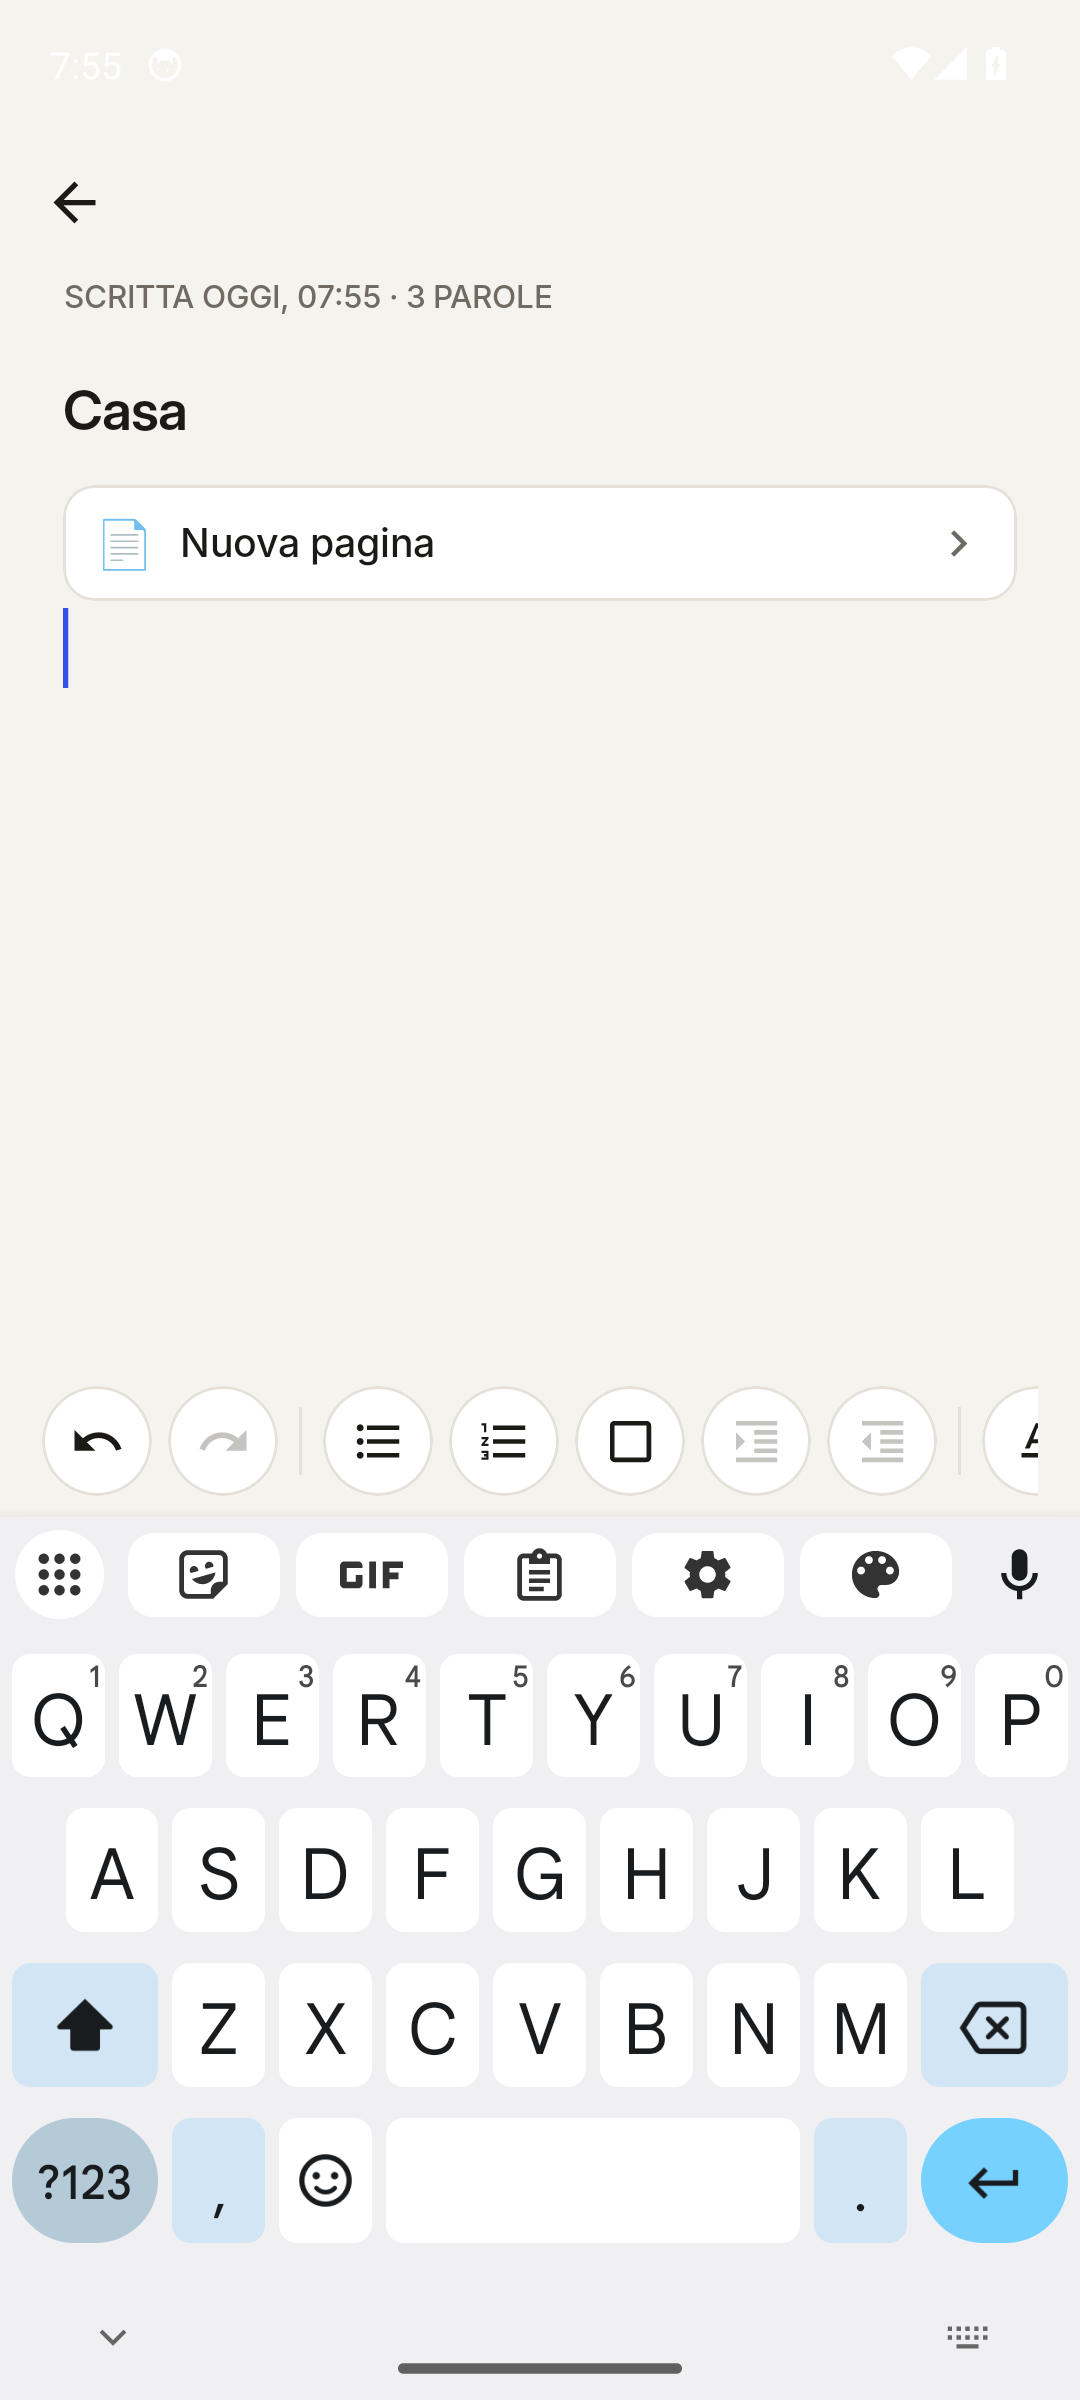 7:55
SCRITTA OGGI, 07:55 · 3 PAROLE
Casa
Nuova pagina
GIF
Q1 W2 E3 R4 T5 Y6 U7 I8 O9 P0
A S D F G H J K L
Z X C V B N M
?123 , .